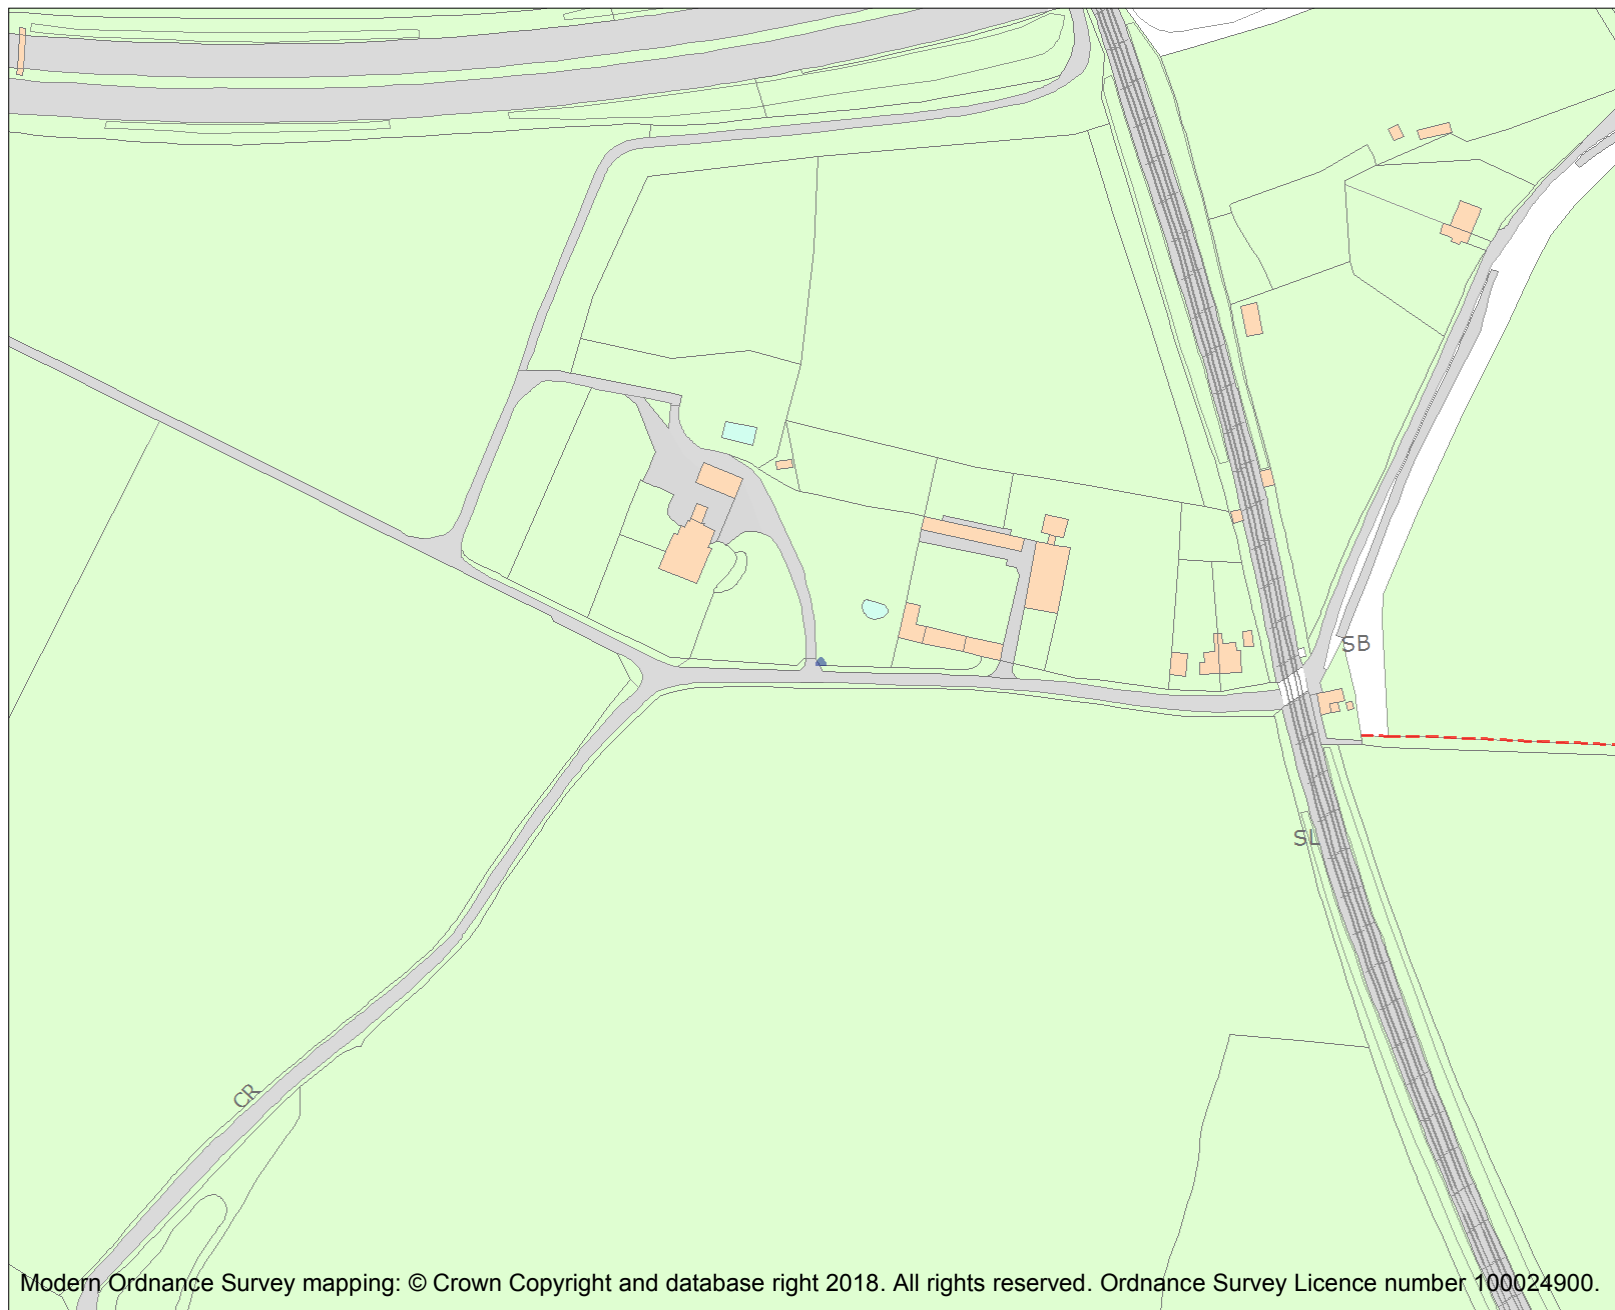 SB
SL
CR
Modern Ordnance Survey mapping: © Crown Copyright and database right 2018. All rights reserved. Ordnance Survey Licence number 100024900.